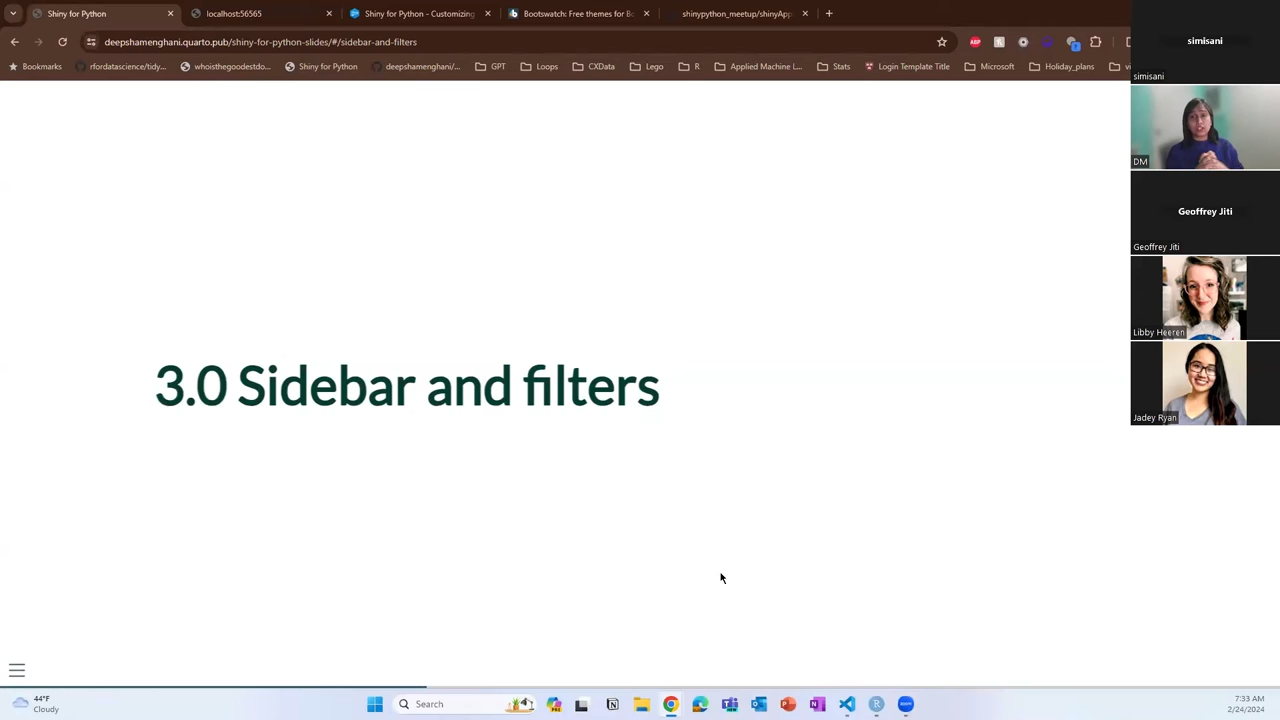 Shiny for Python
localhost:56565
Shiny for Python - Customizing
Bootswatch: Free themes for Bo
shinypython_meetup/shinyApp
deepshamenghani.quarto.pub/shiny-for-python-slides/#/sidebar-and-filters
Bookmarks
rfordatascience/tidy...
whoisthegoodestdo...
Shiny for Python
deepshamenghani/...
GPT
Loops
CXData
Lego
R
Applied Machine L...
Stats
Login Template Title
Microsoft
Holiday_plans
simisani
simisani
DM
Geoffrey Jiti
Geoffrey Jiti
Libby Heeren
Jadey Ryan
3.0 Sidebar and filters
44°F
Cloudy
Search
7:33 AM
2/24/2024